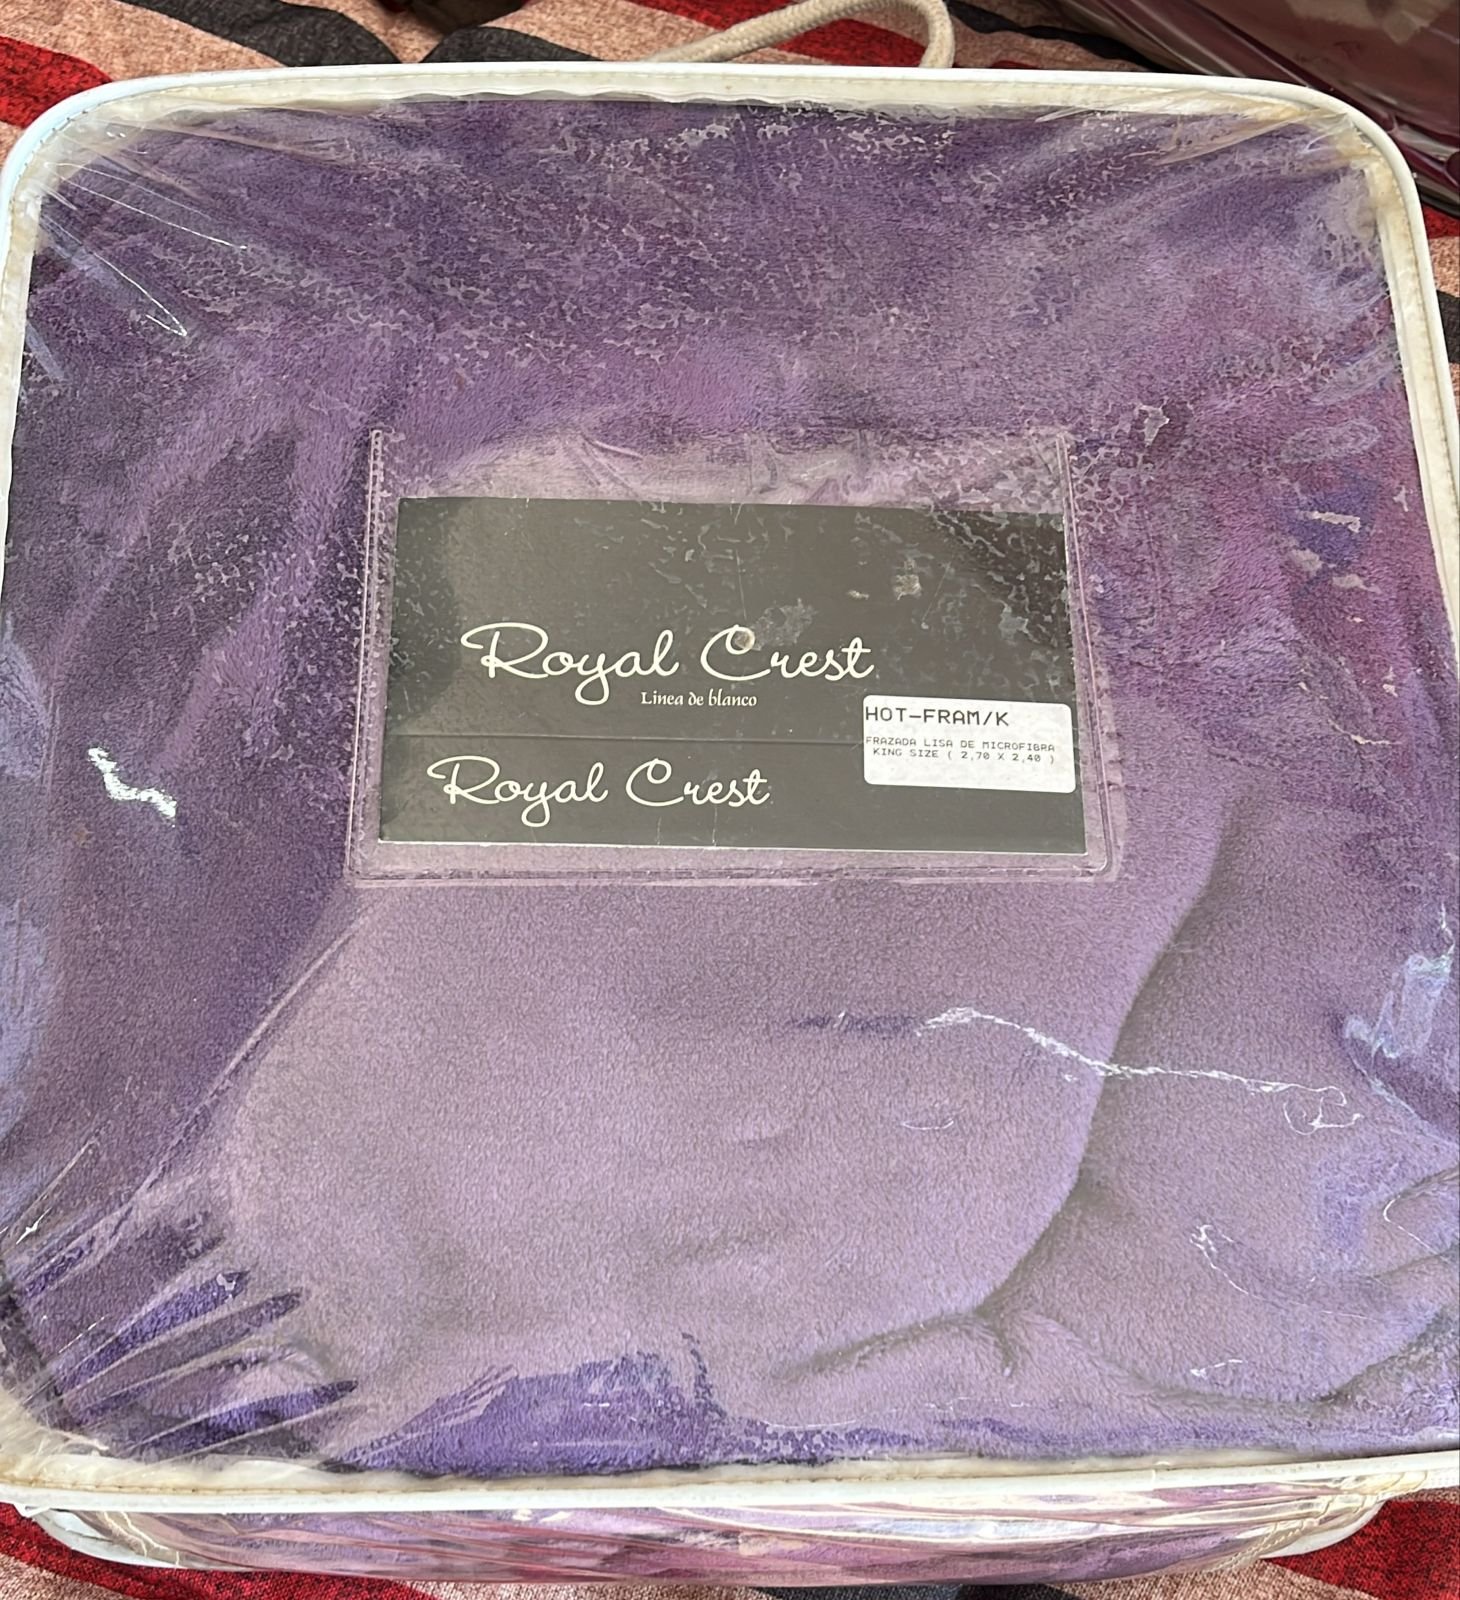 Royal Crest
Linea de blanco
HOT-FRAM/K
FRAZADA LISA DE MICROFIBRA
KING SIZE ( 2,70 X 2,40 )
Royal Crest